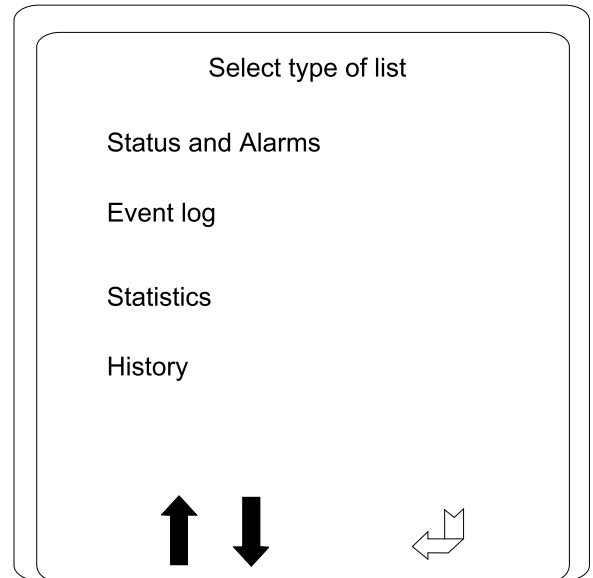 Select type of list
Status and Alarms
Event log
Statistics
History